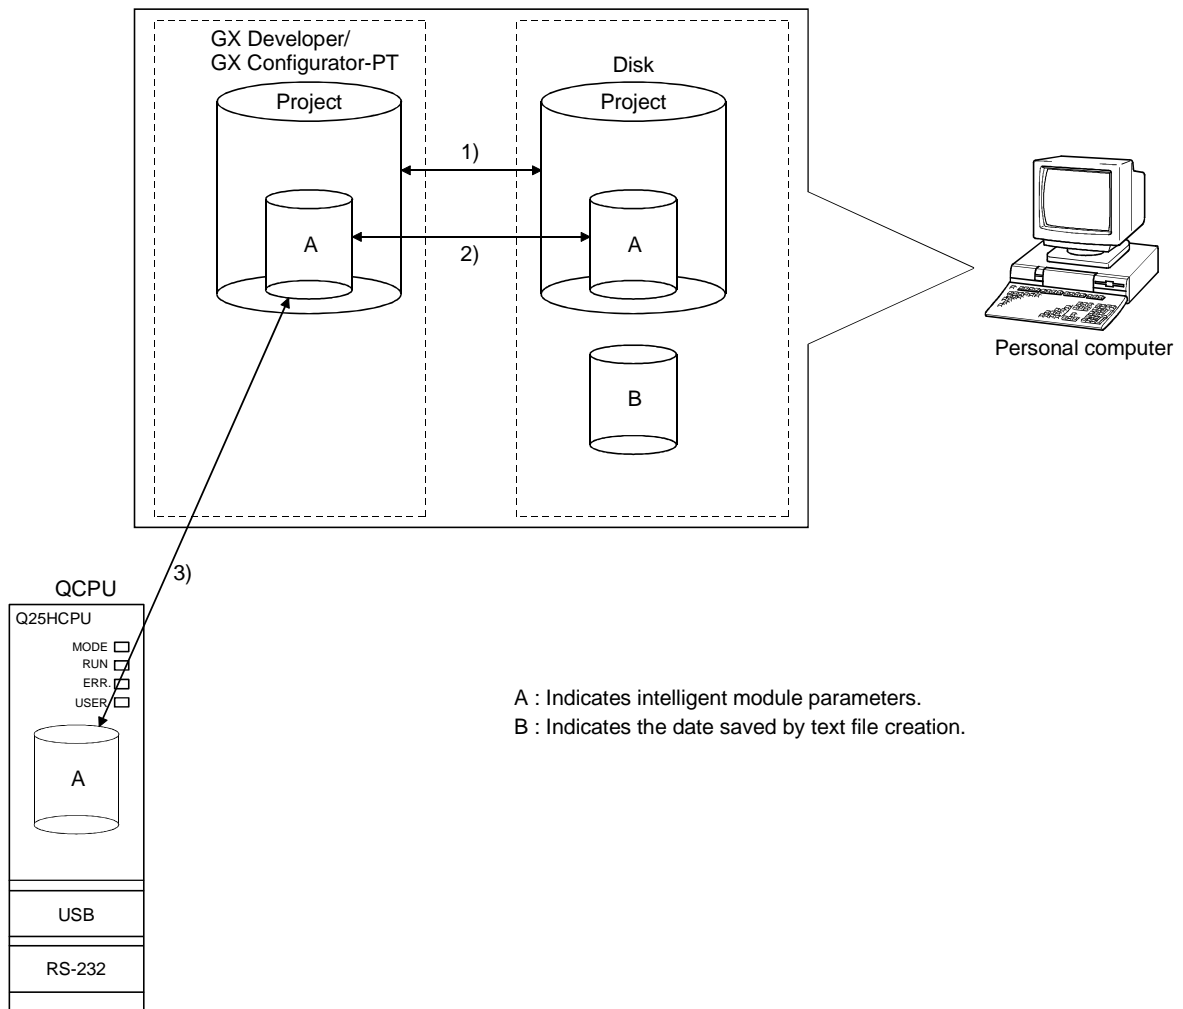 GX Developer/
GX Configurator-PT
Project
A
Disk
Project
A
B
1)
2)
3)
Personal computer
QCPU
Q25HCPU
MODE
RUN
ERR.
USER
A
USB
RS-232
A : Indicates intelligent module parameters.
B : Indicates the date saved by text file creation.